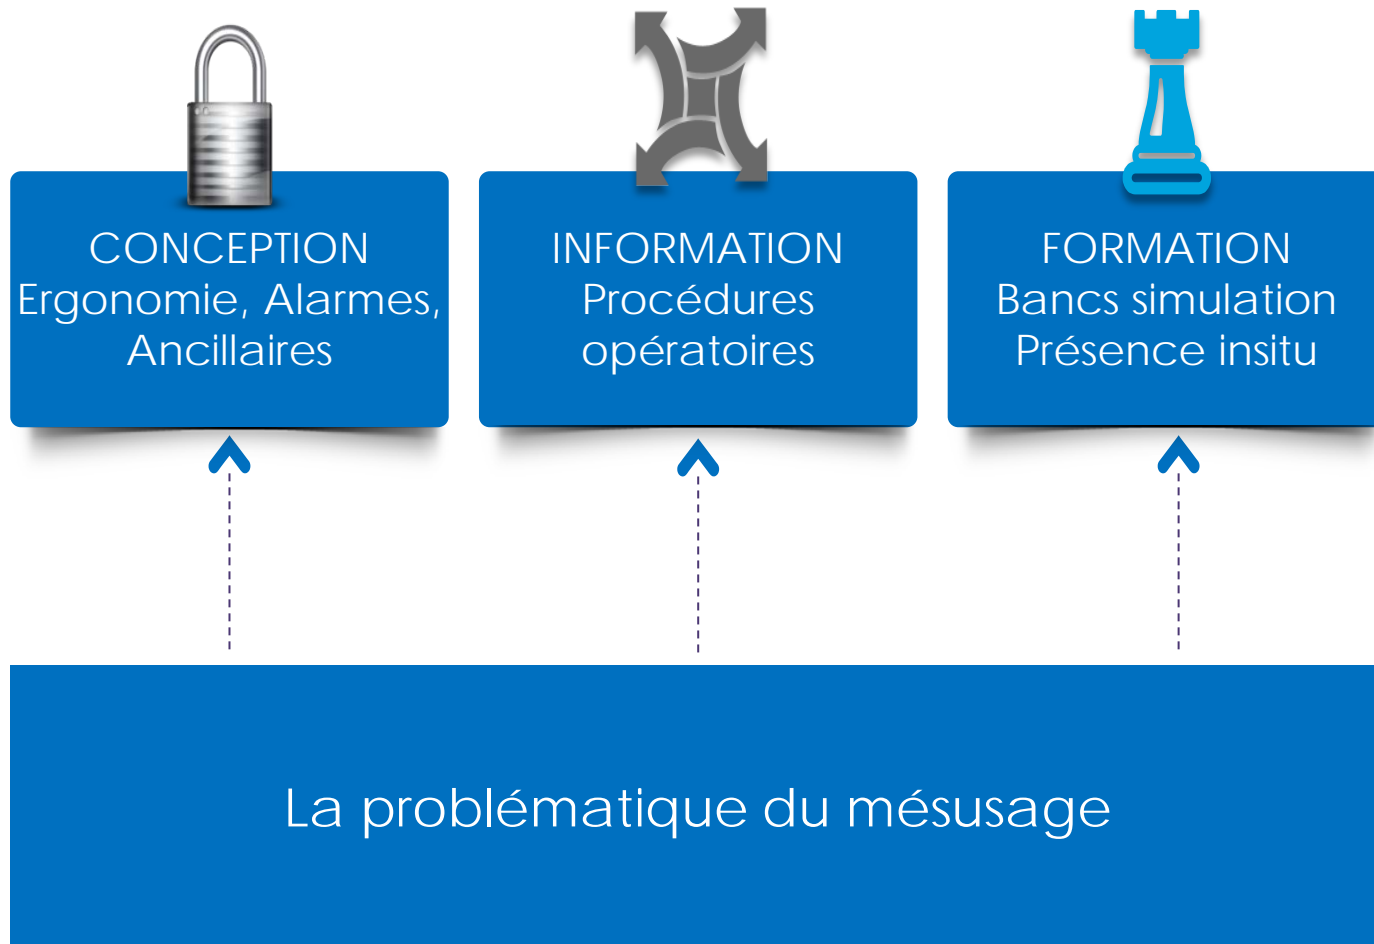 CONCEPTION
Ergonomie, Alarmes,
Ancillaires
INFORMATION
Procédures
opératoires
FORMATION
Bancs simulation
Présence insitu
La problématique du mésusage